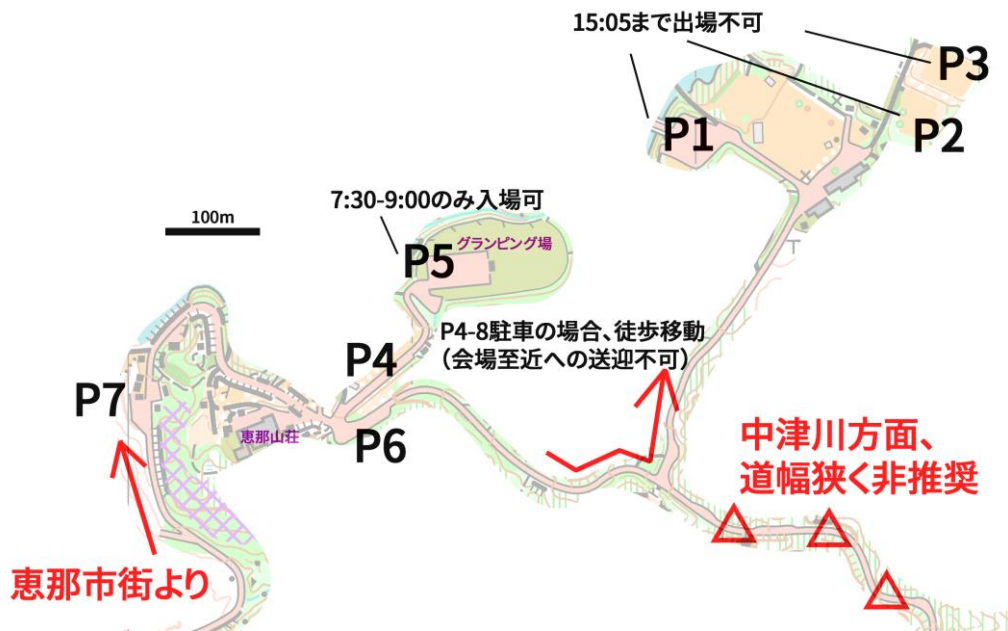 15:05まで出場不可
P3
P1
P2
100m
7:30-9:00のみ入場可
グランピング場
P5
P4-8駐車の場合、徒歩移動
（会場至近への送迎不可）
P4
P7
恵那山荘
P6
中津川方面、
道幅狭く非推奨
恵那市街より